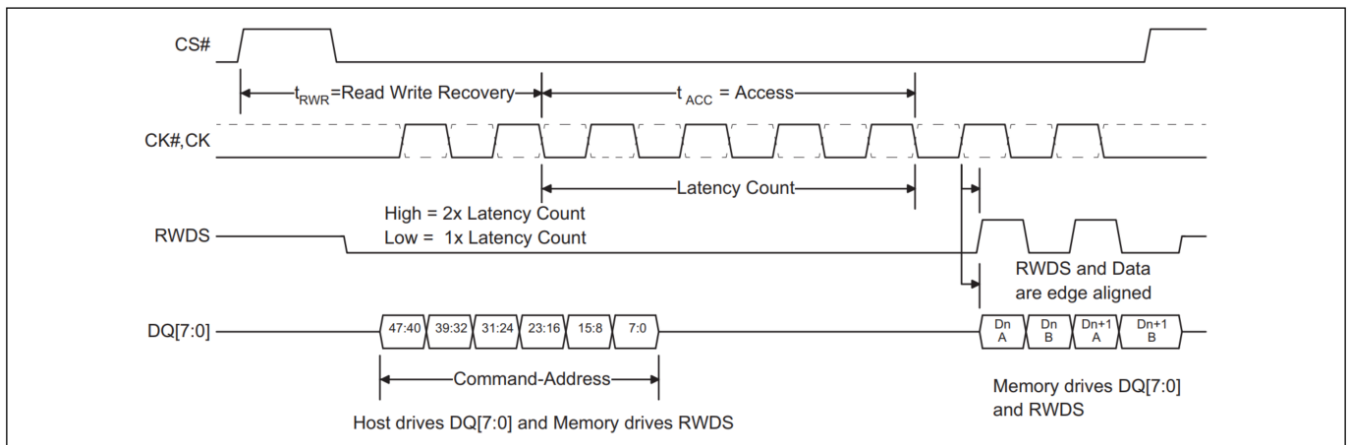 CS#
tRWR=Read Write Recovery
tACC = Access
CK#,CK
Latency Count
High = 2x Latency Count
Low = 1x Latency Count
RWDS
RWDS and Data
are edge aligned
DQ[7:0]
47:40 39:32 31:24 23:16 15:8 7:0
Dn A Dn B Dn+1 A Dn+1 B
Command-Address
Memory drives DQ[7:0]
and RWDS
Host drives DQ[7:0] and Memory drives RWDS